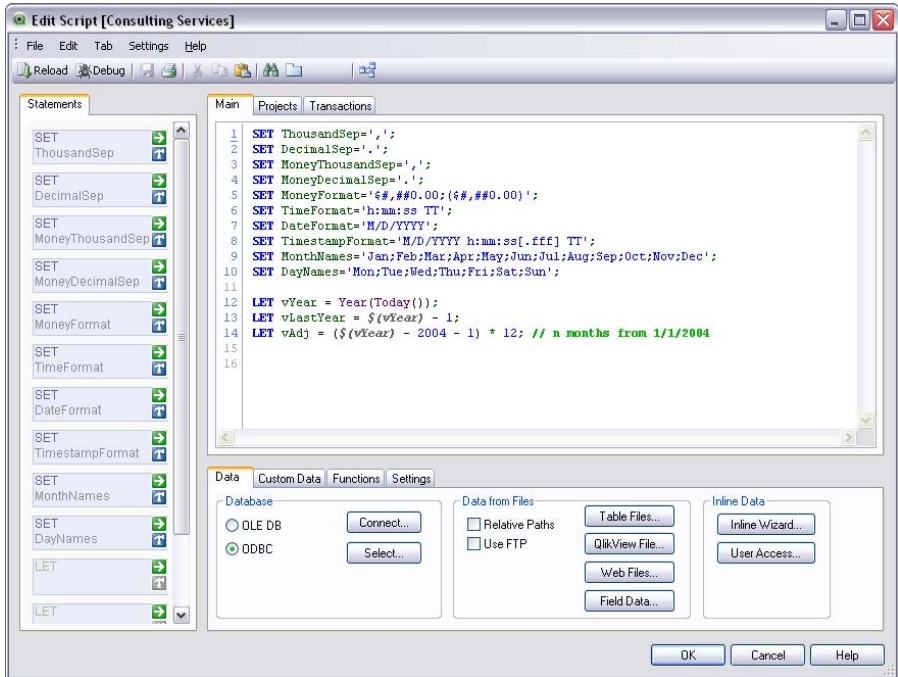 Edit Script [Consulting Services]
File Edit Tab Settings Help
Reload Debug
Statements
SET
ThousandSep
SET
DecimalSep
SET
MoneyThousandSep
SET
MoneyDecimalSep
SET
MoneyFormat
SET
TimeFormat
SET
DateFormat
SET
TimestampFormat
SET
MonthNames
SET
DayNames
LET
LET
Main Projects Transactions
1 SET ThousandSep=',';
2 SET DecimalSep='.';
3 SET MoneyThousandSep=',';
4 SET MoneyDecimalSep='.';
5 SET MoneyFormat='$#,##0.00;($#,##0.00)';
6 SET TimeFormat='h:mm:ss TT';
7 SET DateFormat='M/D/YYYY';
8 SET TimestampFormat='M/D/YYYY h:mm:ss[.fff] TT';
9 SET MonthNames='Jan;Feb;Mar;Apr;May;Jun;Jul;Aug;Sep;Oct;Nov;Dec';
10 SET DayNames='Mon;Tue;Wed;Thu;Fri;Sat;Sun';
11
12 LET vYear = Year(Today());
13 LET vLastYear = $(vYear) - 1;
14 LET vAdj = ($(vYear) - 2004 - 1) * 12; // n months from 1/1/2004
15
16
Data Custom Data Functions Settings
Database
OLE DB
ODBC
Connect...
Select...
Data from Files
Relative Paths
Use FTP
Table Files...
QlikView File...
Web Files...
Field Data...
Inline Data
Inline Wizard...
User Access...
OK Cancel Help